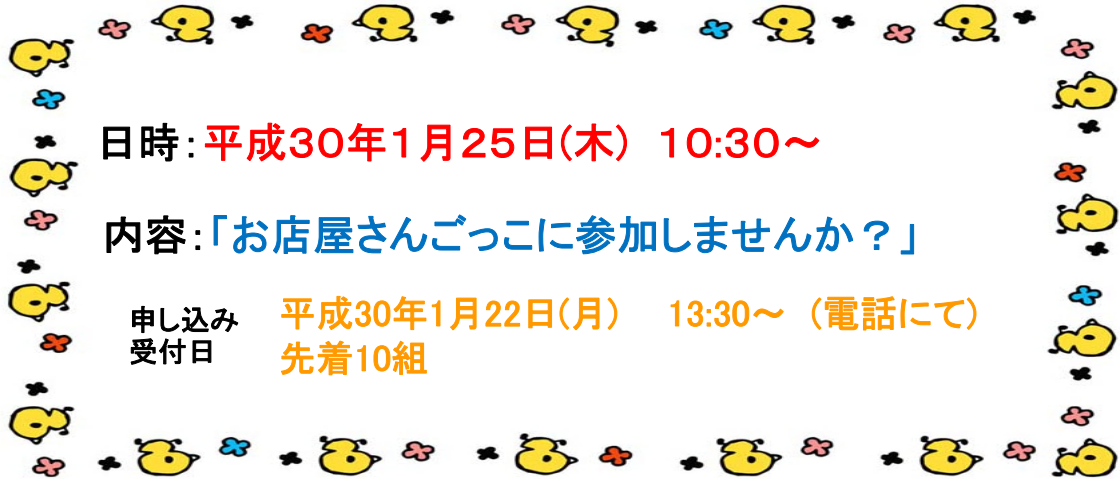 日時：平成３０年１月２５日(木)　１０:３０～
内容：「お店屋さんごっこに参加しませんか？」
申し込み
受付日
平成30年1月22日(月)　13:30～　(電話にて)
先着10組